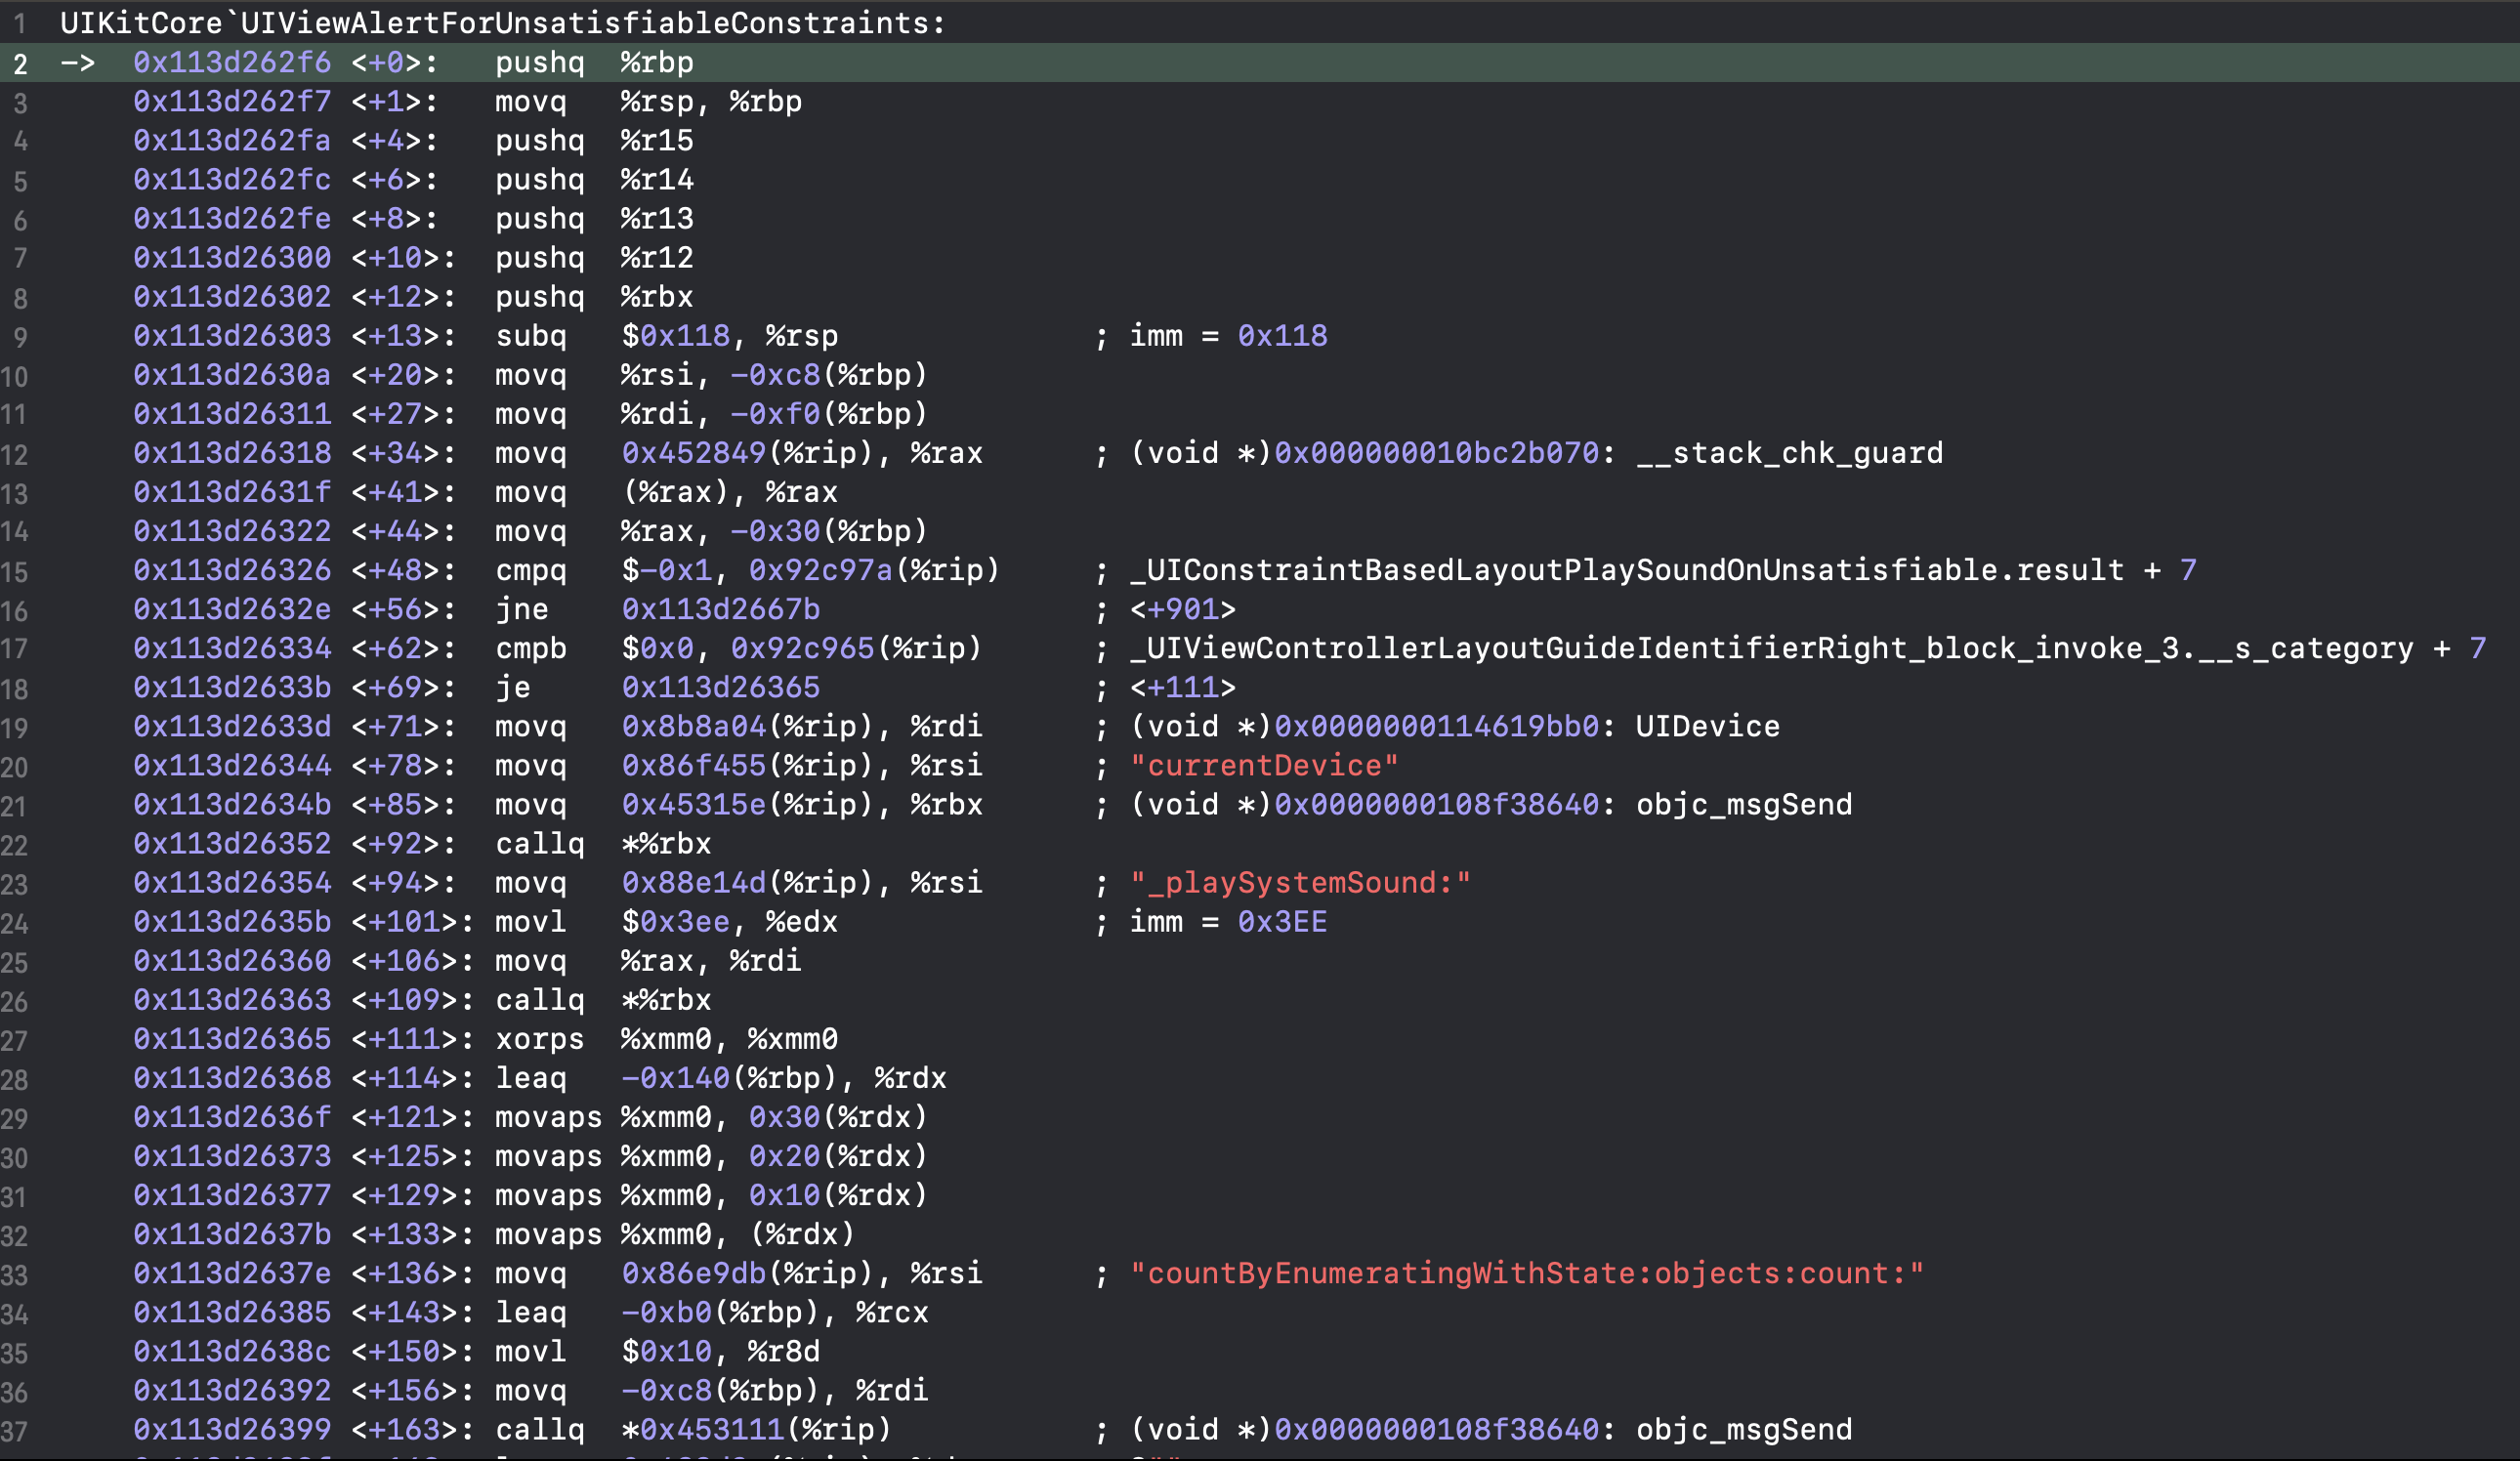 1 UIKitCore`UIViewAlertForUnsatisfiableConstraints:
2 -> 0x113d262f6 <+0>: pushq %rbp
3 0x113d262f7 <+1>: movq %rsp, %rbp
4 0x113d262fa <+4>: pushq %r15
5 0x113d262fc <+6>: pushq %r14
6 0x113d262fe <+8>: pushq %r13
7 0x113d26300 <+10>: pushq %r12
8 0x113d26302 <+12>: pushq %rbx
9 0x113d26303 <+13>: subq $0x118, %rsp ; imm = 0x118
10 0x113d2630a <+20>: movq %rsi, -0xc8(%rbp)
11 0x113d26311 <+27>: movq %rdi, -0xf0(%rbp)
12 0x113d26318 <+34>: movq 0x452849(%rip), %rax ; (void *)0x000000010bc2b070: __stack_chk_guard
13 0x113d2631f <+41>: movq (%rax), %rax
14 0x113d26322 <+44>: movq %rax, -0x30(%rbp)
15 0x113d26326 <+48>: cmpq $-0x1, 0x92c97a(%rip) ; _UIConstraintBasedLayoutPlaySoundOnUnsatisfiable.result + 7
16 0x113d2632e <+56>: jne 0x113d2667b ; <+901>
17 0x113d26334 <+62>: cmpb $0x0, 0x92c965(%rip) ; _UIViewControllerLayoutGuideIdentifierRight_block_invoke_3.__s_category + 7
18 0x113d2633b <+69>: je 0x113d26365 ; <+111>
19 0x113d2633d <+71>: movq 0x8b8a04(%rip), %rdi ; (void *)0x0000000114619bb0: UIDevice
20 0x113d26344 <+78>: movq 0x86f455(%rip), %rsi ; "currentDevice"
21 0x113d2634b <+85>: movq 0x45315e(%rip), %rbx ; (void *)0x0000000108f38640: objc_msgSend
22 0x113d26352 <+92>: callq *%rbx
23 0x113d26354 <+94>: movq 0x88e14d(%rip), %rsi ; "_playSystemSound:"
24 0x113d2635b <+101>: movl $0x3ee, %edx ; imm = 0x3EE
25 0x113d26360 <+106>: movq %rax, %rdi
26 0x113d26363 <+109>: callq *%rbx
27 0x113d26365 <+111>: xorps %xmm0, %xmm0
28 0x113d26368 <+114>: leaq -0x140(%rbp), %rdx
29 0x113d2636f <+121>: movaps %xmm0, 0x30(%rdx)
30 0x113d26373 <+125>: movaps %xmm0, 0x20(%rdx)
31 0x113d26377 <+129>: movaps %xmm0, 0x10(%rdx)
32 0x113d2637b <+133>: movaps %xmm0, (%rdx)
33 0x113d2637e <+136>: movq 0x86e9db(%rip), %rsi ; "countByEnumeratingWithState:objects:count:"
34 0x113d26385 <+143>: leaq -0xb0(%rbp), %rcx
35 0x113d2638c <+150>: movl $0x10, %r8d
36 0x113d26392 <+156>: movq -0xc8(%rbp), %rdi
37 0x113d26399 <+163>: callq *0x453111(%rip) ; (void *)0x0000000108f38640: objc_msgSend